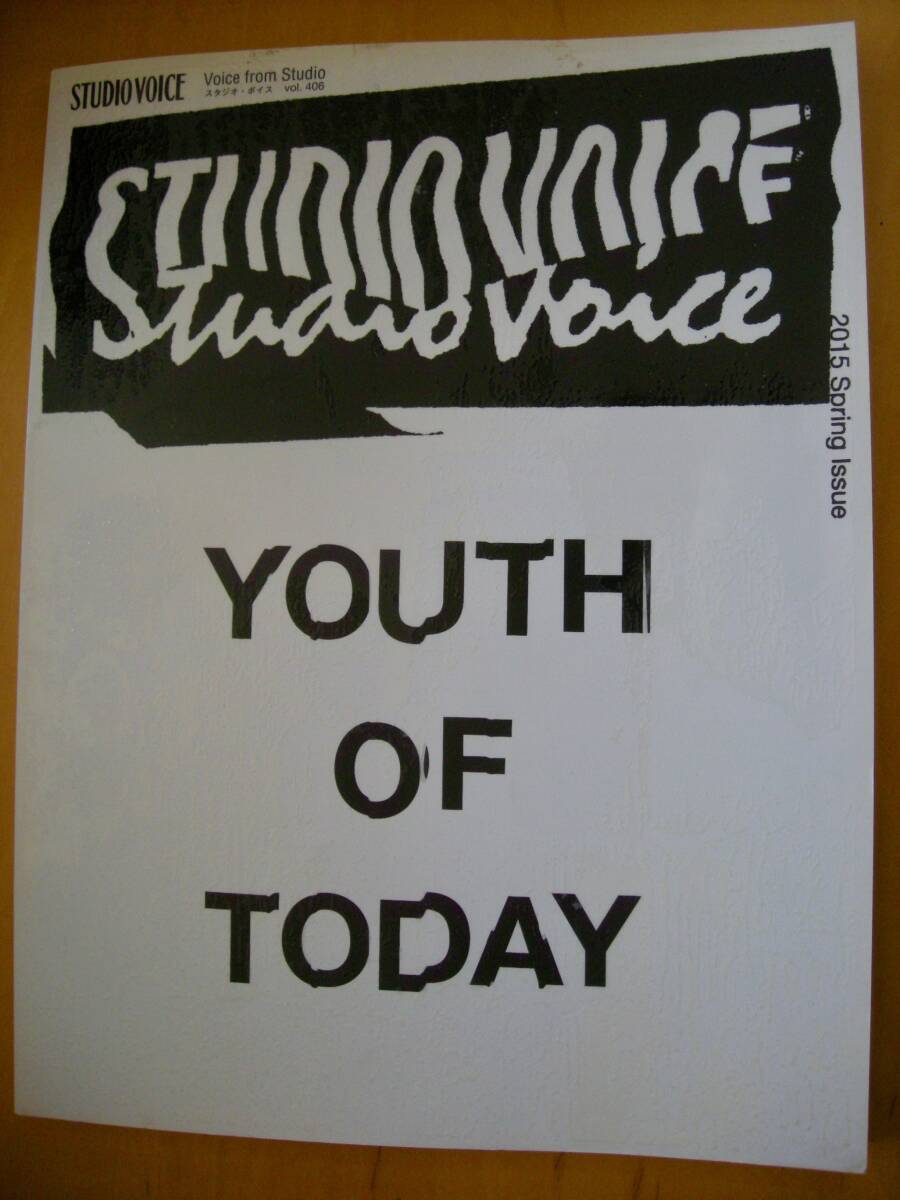 STUDIO VOICE
Voice from Studio
スタジオ・ボイス vol. 406
STUDIO VOICE
Studio Voice
2015 Spring Issue
YOUTH
OF
TODAY